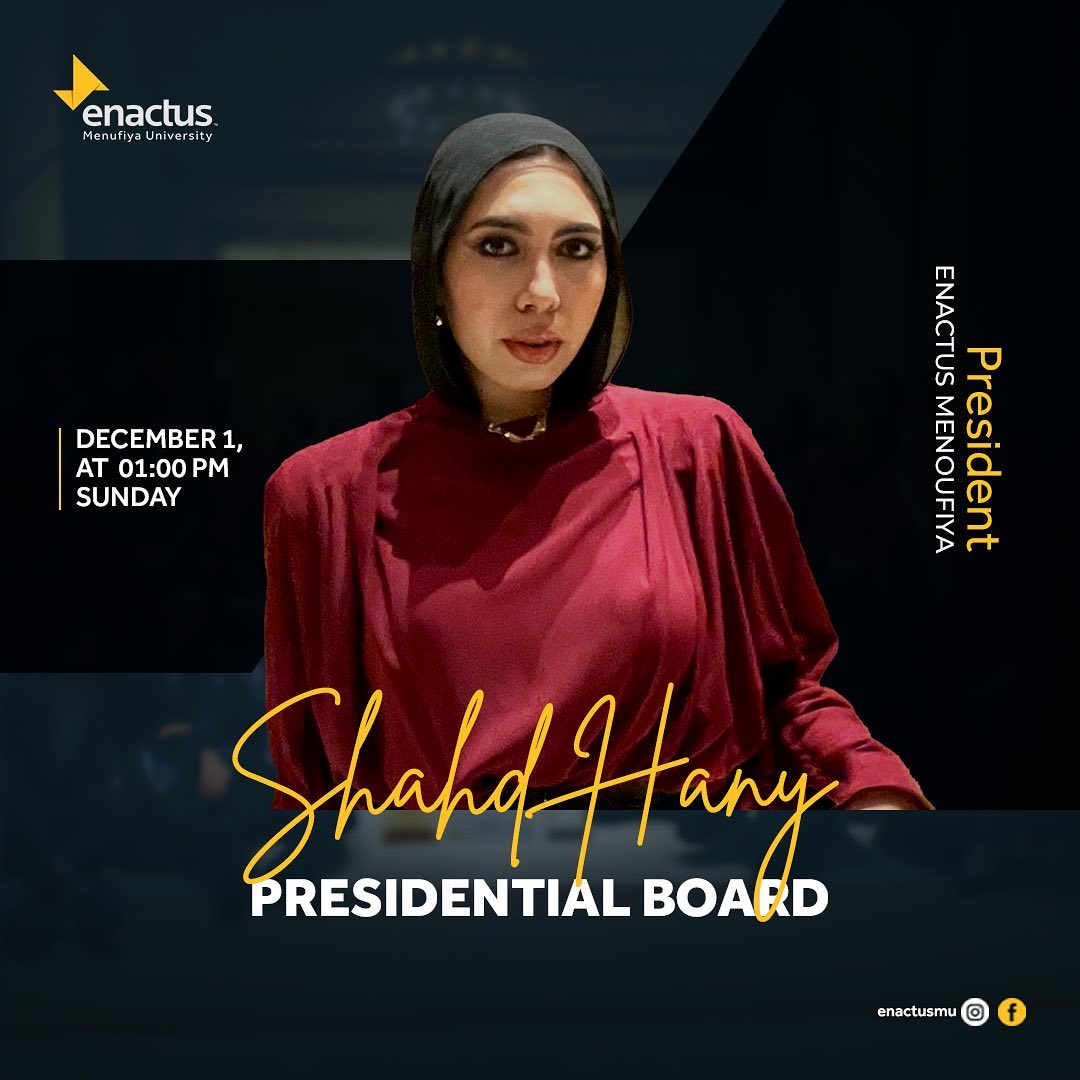 enactus
Menufiya University
DECEMBER 1,
AT 01:00 PM
SUNDAY
President
ENACTUS MENOUFIYA
Shahd Hany
PRESIDENTIAL BOARD
enactusmu